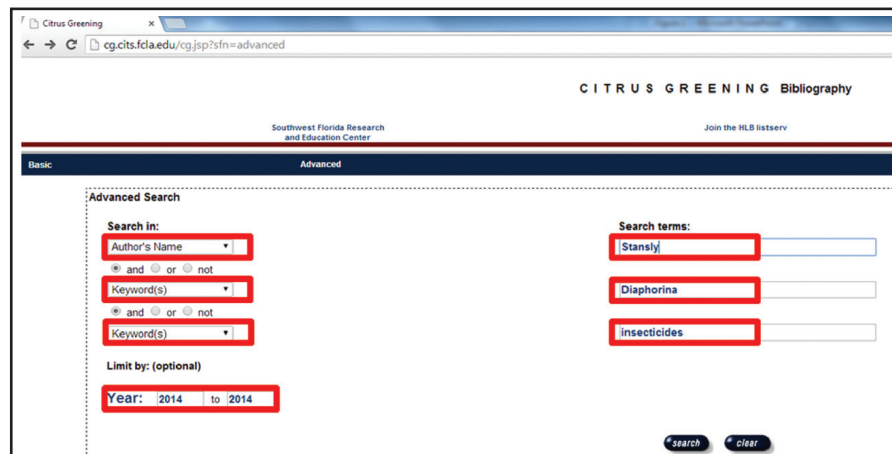 Citrus Greening
cg.cits.fcla.edu/cg.jsp?sfn=advanced
CITRUS GREENING Bibliography
Southwest Florida Research Join the HLB listserv
and Education Center
Basic Advanced
Advanced Search
Search in: Search terms:
Author's Name Stansly
and or not
Keyword(s) Diaphorina
and or not
Keyword(s) insecticides
Limit by: (optional)
Year: 2014 to 2014
search clear